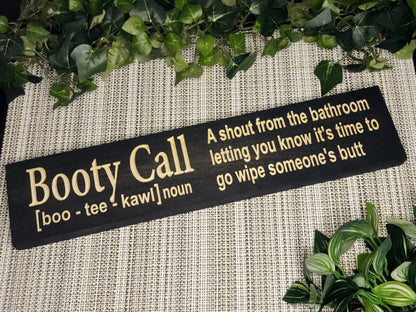 Booty Call
[boo - tee - kawl] noun
A shout from the bathroom
letting you know it's time to
go wipe someone's butt